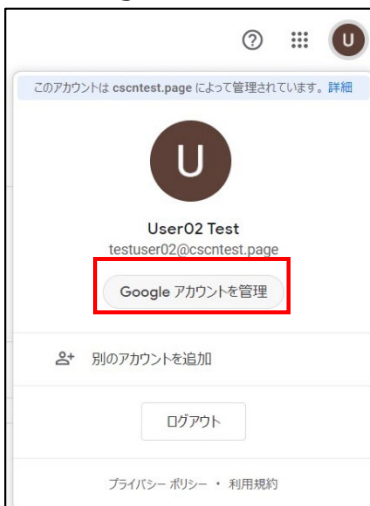 U
このアカウントは cscntest.page によって管理されています。詳細
U
User02 Test
testuser02@cscntest.page
Google アカウントを管理
別のアカウントを追加
ログアウト
プライバシー ポリシー ・ 利用規約